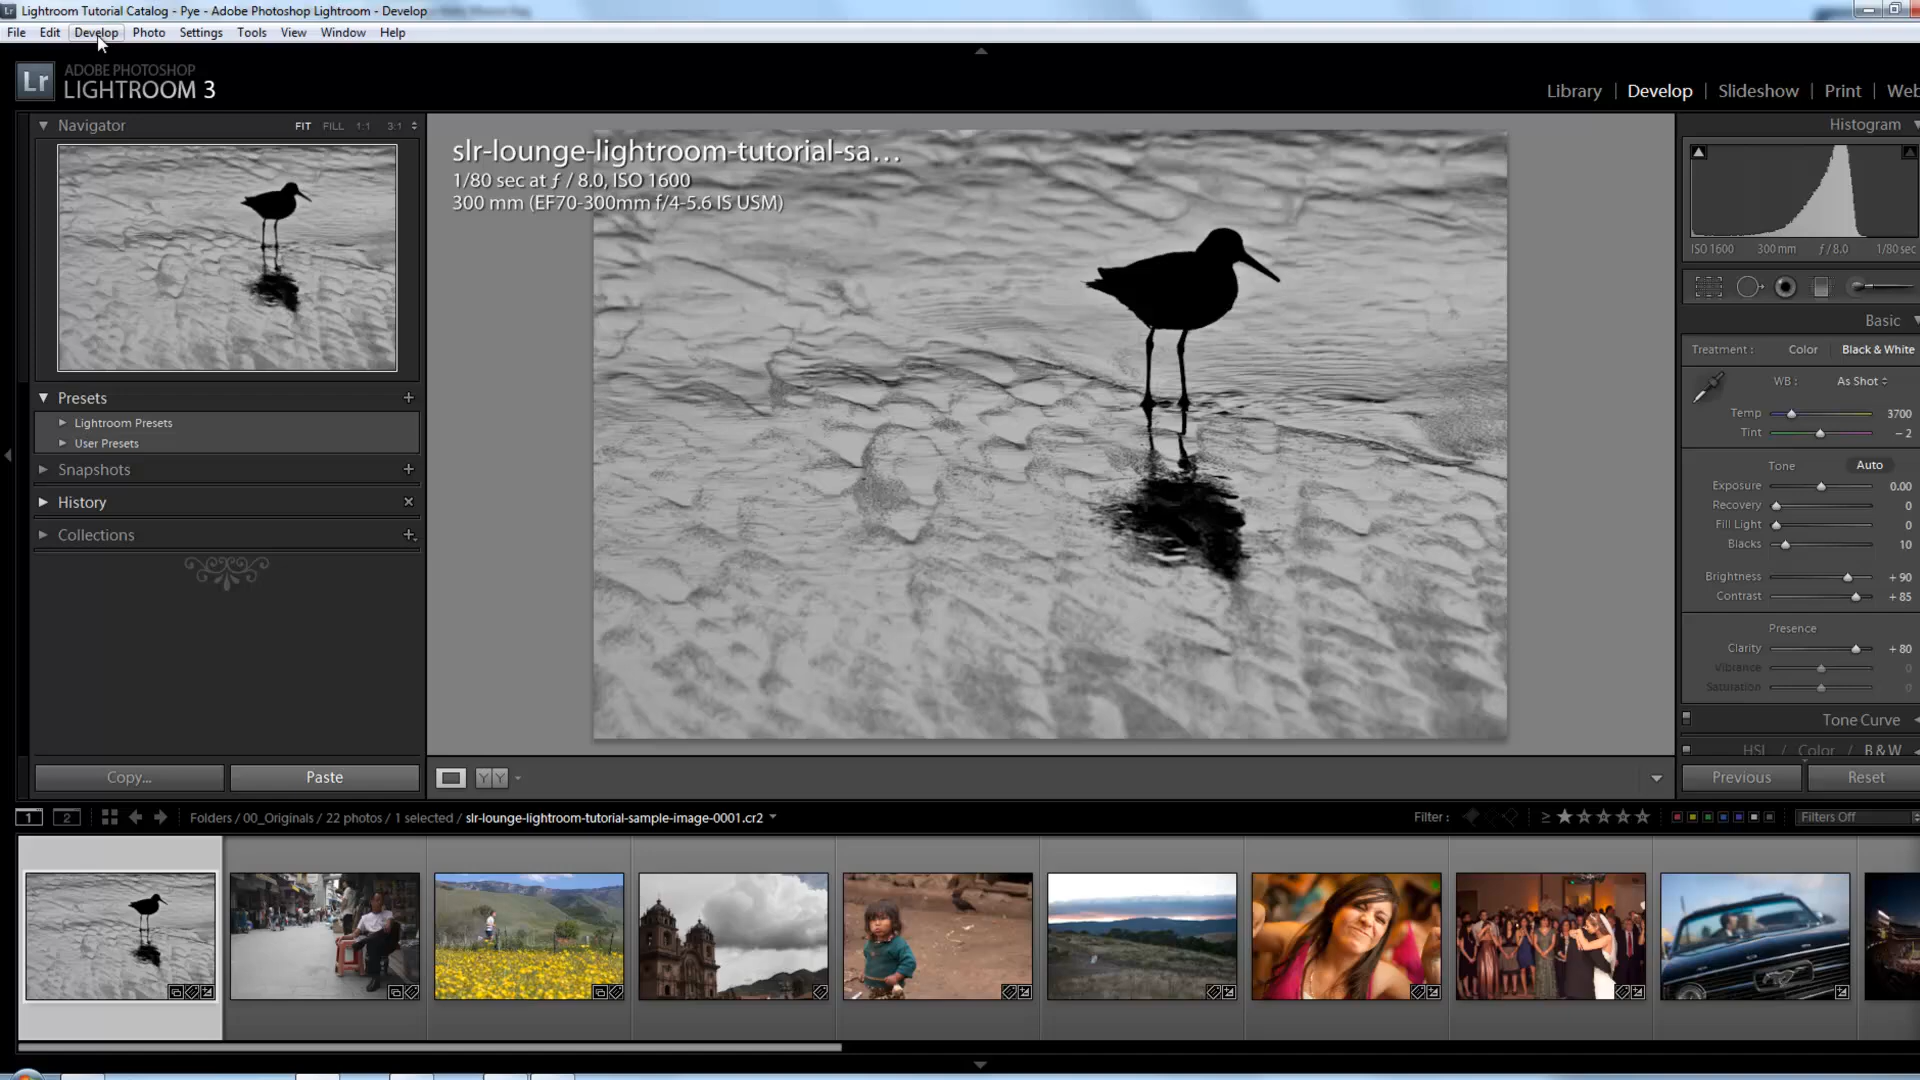 Lightroom Tutorial Catalog - Pye - Adobe Photoshop Lightroom - Develop
File Edit Develop Photo Settings Tools View Window Help
Lr ADOBE PHOTOSHOP
LIGHTROOM 3
Library | Develop | Slideshow | Print | Web
Navigator FIT FILL 1:1 3:1
Histogram
slr-lounge-lightroom-tutorial-sa...
1/80 sec at ƒ / 8.0, ISO 1600
300 mm (EF70-300mm f/4-5.6 IS USM)
ISO 1600 300 mm ƒ / 8.0 1/80 sec
Basic
Treatment : Color Black & White
WB : As Shot
Temp 3700
Tint – 2
Tone Auto
Exposure 0.00
Recovery 0
Fill Light 0
Blacks 10
Brightness + 90
Contrast + 85
Presence
Clarity + 80
Vibrance 0
Saturation 0
Tone Curve
HSL / Color / B & W
Previous Reset
Presets
Lightroom Presets
User Presets
Snapshots
History
Collections
Copy... Paste
YY
1 2 Folders / 00_Originals / 22 photos / 1 selected / slr-lounge-lightroom-tutorial-sample-image-0001.cr2
Filter : ≥ Filters Off